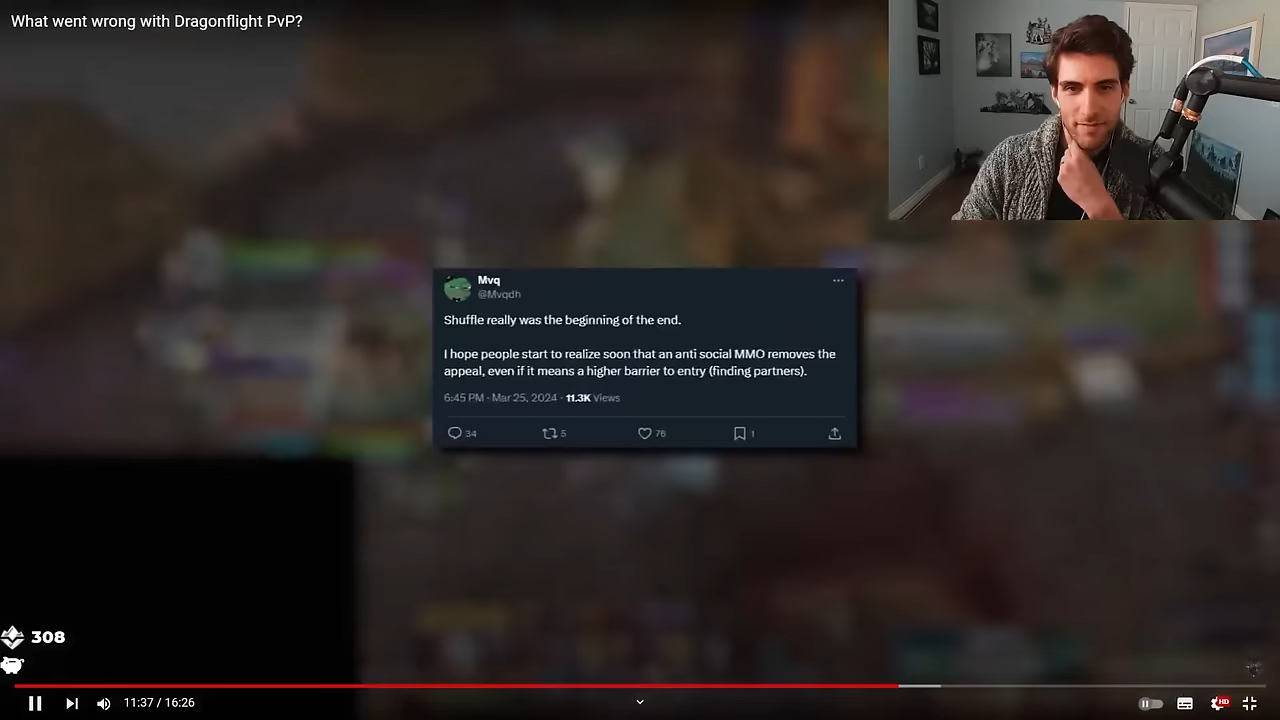 What went wrong with Dragonflight PvP?
Mvq
@Mvqdh
Shuffle really was the beginning of the end.
I hope people start to realize soon that an anti social MMO removes the
appeal, even if it means a higher barrier to entry (finding partners).
6:45 PM · Mar 25, 2024 · 11.3K Views
34 5 76 1
308
11:37 / 16:26
HD